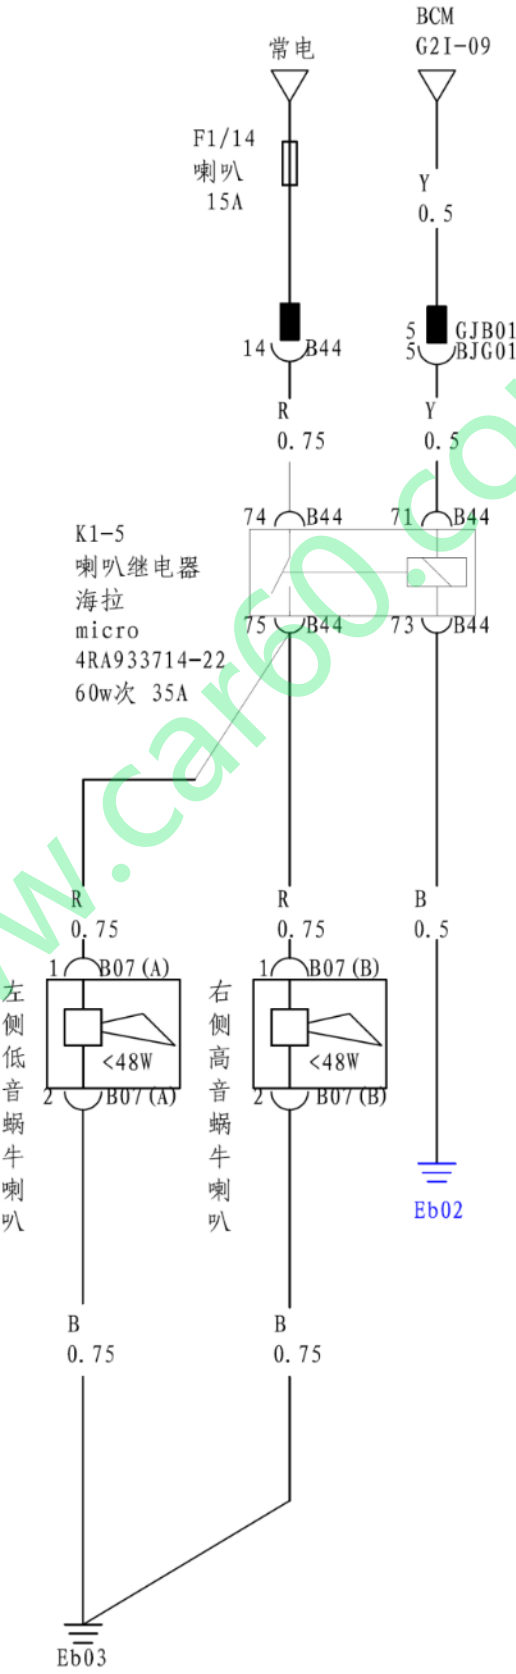 BCM
G2I-09
常电
F1/14
喇叭
15A
Y
0.5
5 GJB01
14 B44
5 BJG01
R
0.75
Y
0.5
74 B44
71 B44
K1-5
喇叭继电器
海拉
micro
4RA933714-22
60w次 35A
75 B44
73 B44
R
0.75
R
0.75
B
0.5
1 B07(A)
1 B07(B)
左侧低音蜗牛喇叭
<48W
右侧高音蜗牛喇叭
<48W
2 B07(A)
2 B07(B)
Eb02
B
0.75
B
0.75
Eb03
w.car60.co